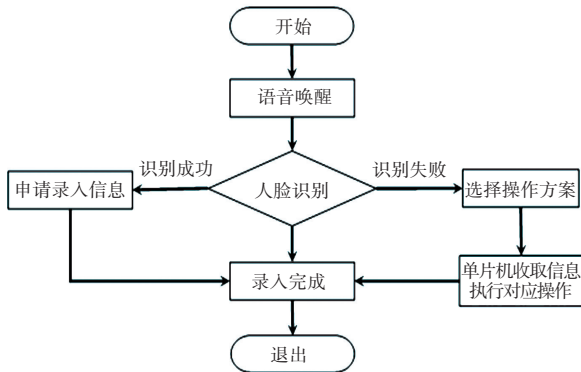 开始
语音唤醒
识别成功
识别失败
申请录入信息
人脸识别
选择操作方案
录入完成
单片机收取信息
执行对应操作
退出